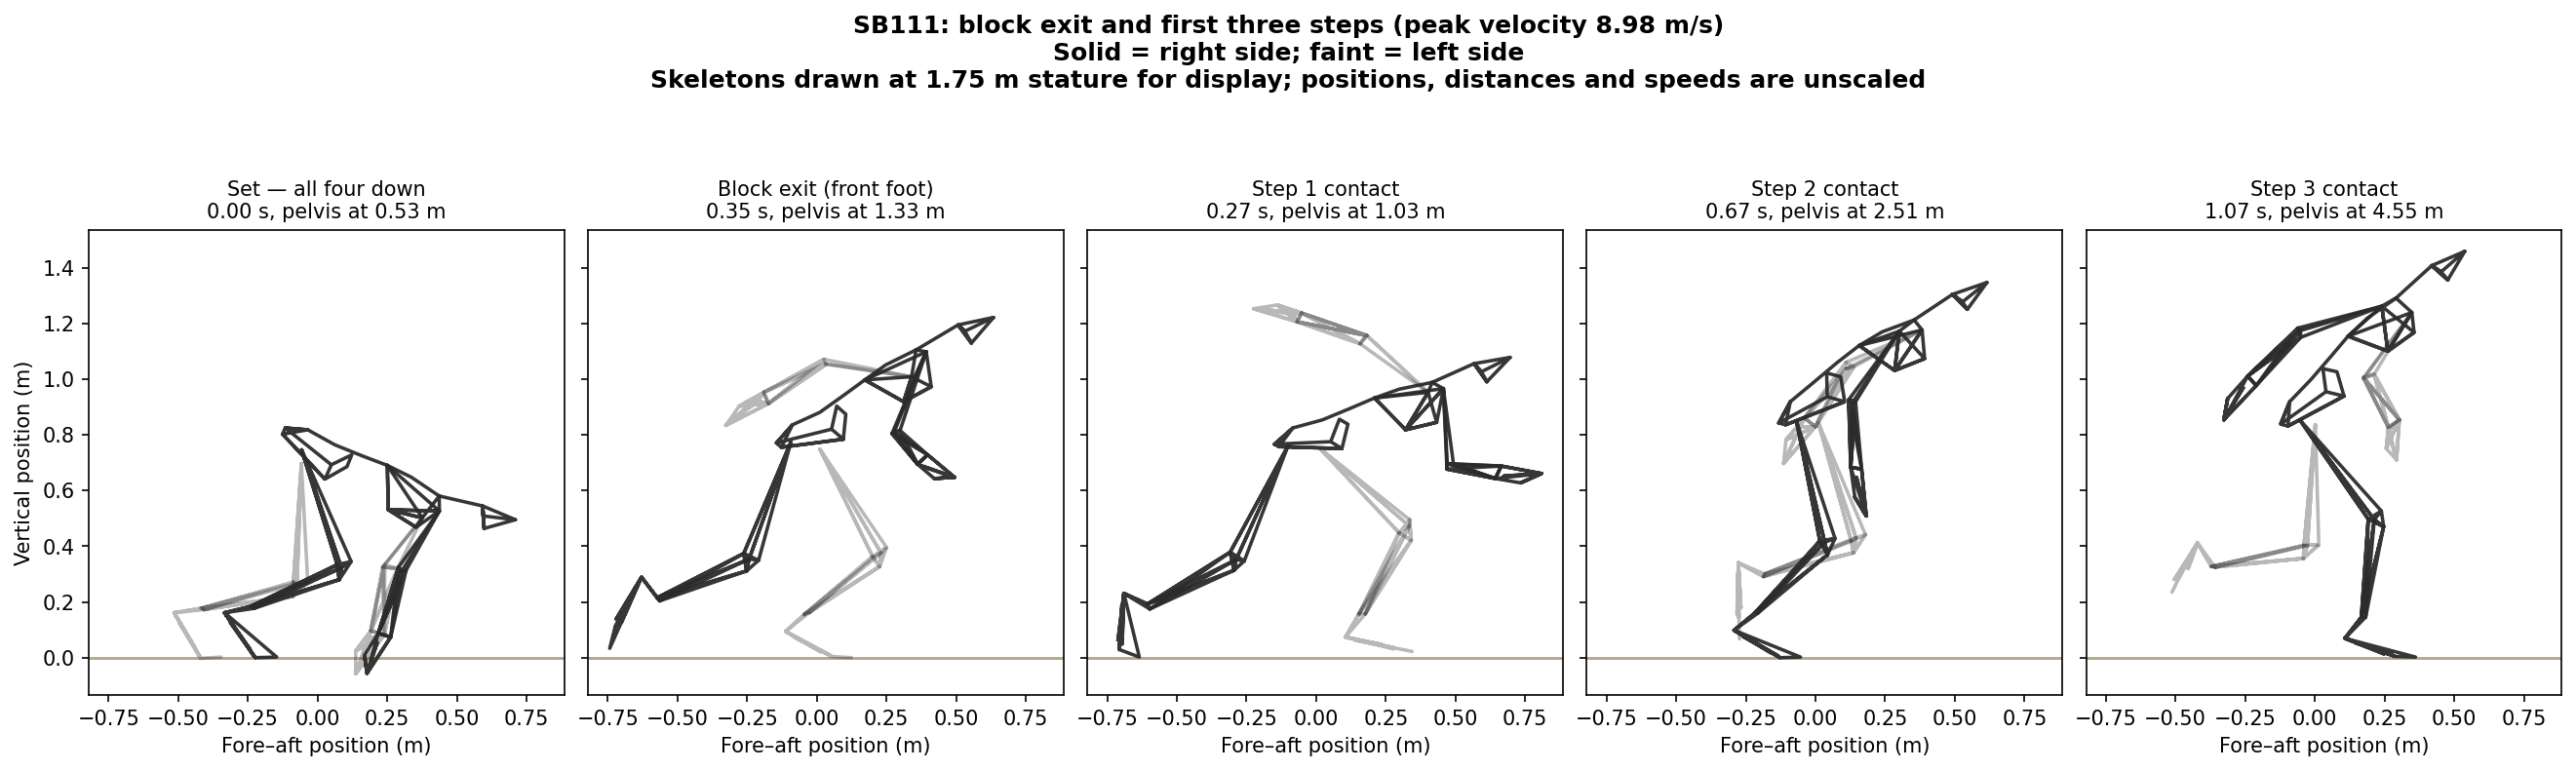 SB111: block exit and first three steps (peak velocity 8.98 m/s)
Solid = right side; faint = left side
Skeletons drawn at 1.75 m stature for display; positions, distances and speeds are unscaled
Set — all four down
0.00 s, pelvis at 0.53 m
Block exit (front foot)
0.35 s, pelvis at 1.33 m
Step 1 contact
0.27 s, pelvis at 1.03 m
Step 2 contact
0.67 s, pelvis at 2.51 m
Step 3 contact
1.07 s, pelvis at 4.55 m
Vertical position (m)
1.4
1.2
1.0
0.8
0.6
0.4
0.2
0.0
−0.75 −0.50 −0.25 0.00 0.25 0.50 0.75
Fore–aft position (m)
−0.75 −0.50 −0.25 0.00 0.25 0.50 0.75
Fore–aft position (m)
−0.75 −0.50 −0.25 0.00 0.25 0.50 0.75
Fore–aft position (m)
−0.75 −0.50 −0.25 0.00 0.25 0.50 0.75
Fore–aft position (m)
−0.75 −0.50 −0.25 0.00 0.25 0.50 0.75
Fore–aft position (m)